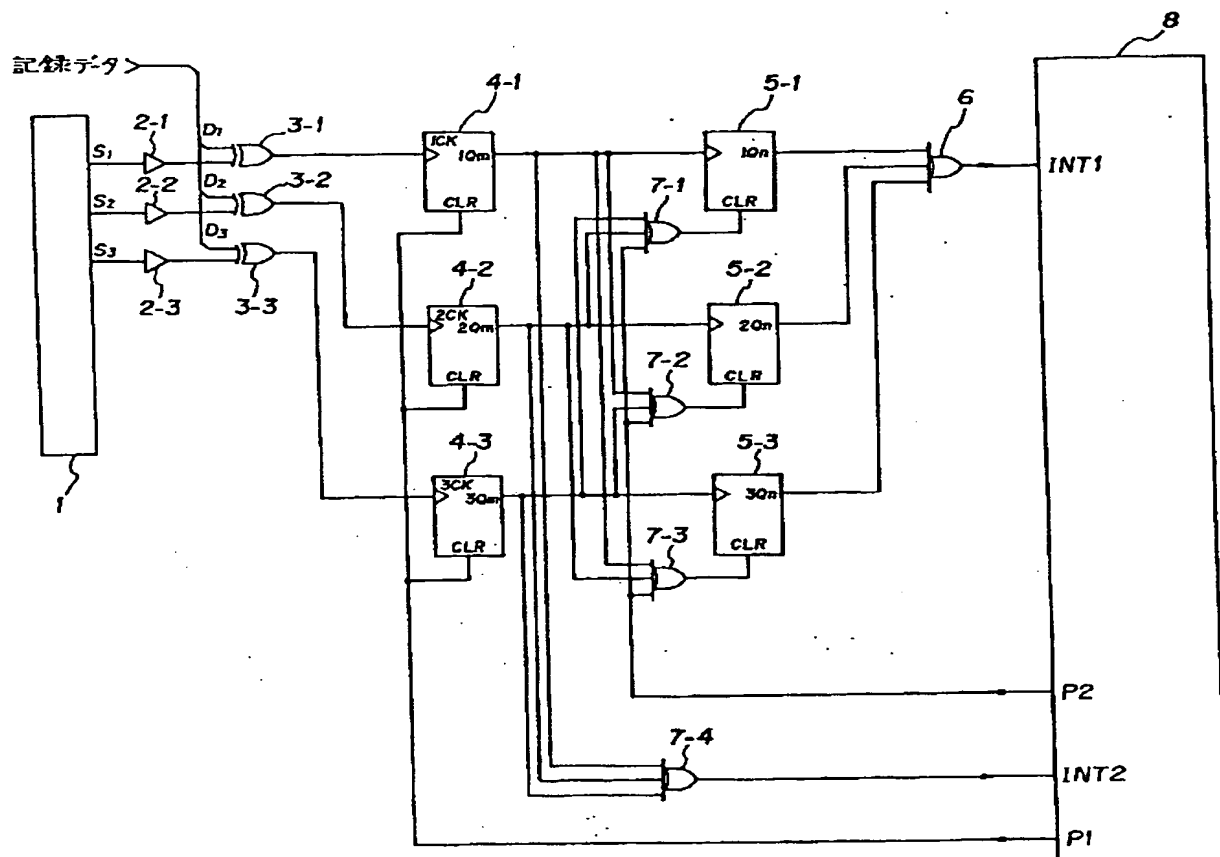 8
記録データ
4-1
5-1
6
2-1
D1
3-1
1CK
1Qm
1Qn
S1
INT1
2-2
D2
3-2
CLR
7-1
CLR
S2
D3
S3
4-2
5-2
2-3
3-3
2CK
2Qm
2Qn
7-2
CLR
CLR
4-3
5-3
1
3CK
3Qm
3Qn
CLR
7-3
CLR
P2
7-4
INT2
P1